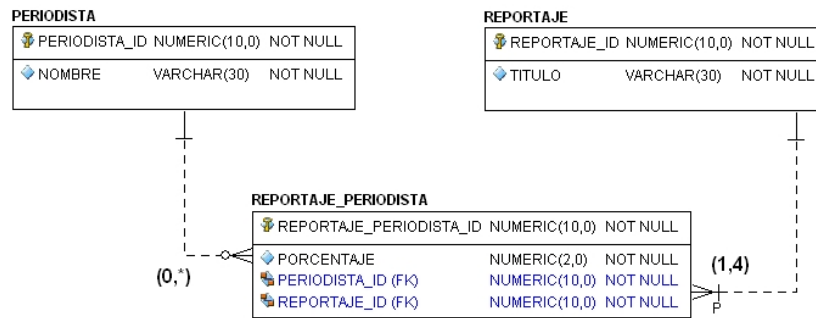 PERIODISTA
PERIODISTA_ID NUMERIC(10,0) NOT NULL
NOMBRE VARCHAR(30) NOT NULL
REPORTAJE
REPORTAJE_ID NUMERIC(10,0) NOT NULL
TITULO VARCHAR(30) NOT NULL
REPORTAJE_PERIODISTA
REPORTAJE_PERIODISTA_ID NUMERIC(10,0) NOT NULL
PORCENTAJE NUMERIC(2,0) NOT NULL
PERIODISTA_ID (FK) NUMERIC(10,0) NOT NULL
REPORTAJE_ID (FK) NUMERIC(10,0) NOT NULL
(0,*)
(1,4)
P